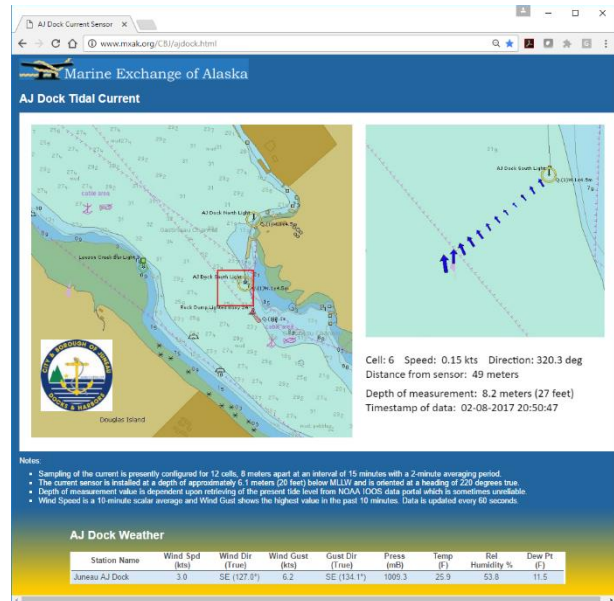 AJ Dock Current Sensor
www.mxak.org/CBJ/ajdock.html
Marine Exchange of Alaska
AJ Dock Tidal Current
AJ Dock North Light
AJ Dock South Light
Douglas Island
CITY & BOROUGH OF JUNEAU
DOCKS & HARBORS
AJ Dock South Light
Cell: 6 Speed: 0.15 kts Direction: 320.3 deg
Distance from sensor: 49 meters
Depth of measurement: 8.2 meters (27 feet)
Timestamp of data: 02-08-2017 20:50:47
Notes:
Sampling of the current is presently configured for 12 cells, 8 meters apart at an interval of 15 minutes with a 2-minute averaging period.
The current sensor is installed at a depth of approximately 6.1 meters (20 feet) below MLLW and is oriented at a heading of 220 degrees true.
Depth of measurement value is dependent upon retrieving of the present tide level from NOAA IOOS data portal which is sometimes unreliable.
Wind Speed is a 10-minute scalar average and Wind Gust shows the highest value in the past 10 minutes. Data is updated every 60 seconds.
AJ Dock Weather
Station Name Wind Spd (kts) Wind Dir (True) Wind Gust (kts) Gust Dir (True) Press (mB) Temp (F) Rel Humidity % Dew Pt (F)
Juneau AJ Dock 3.0 SE (127.0°) 6.2 SE (134.1°) 1009.3 25.9 53.8 11.5